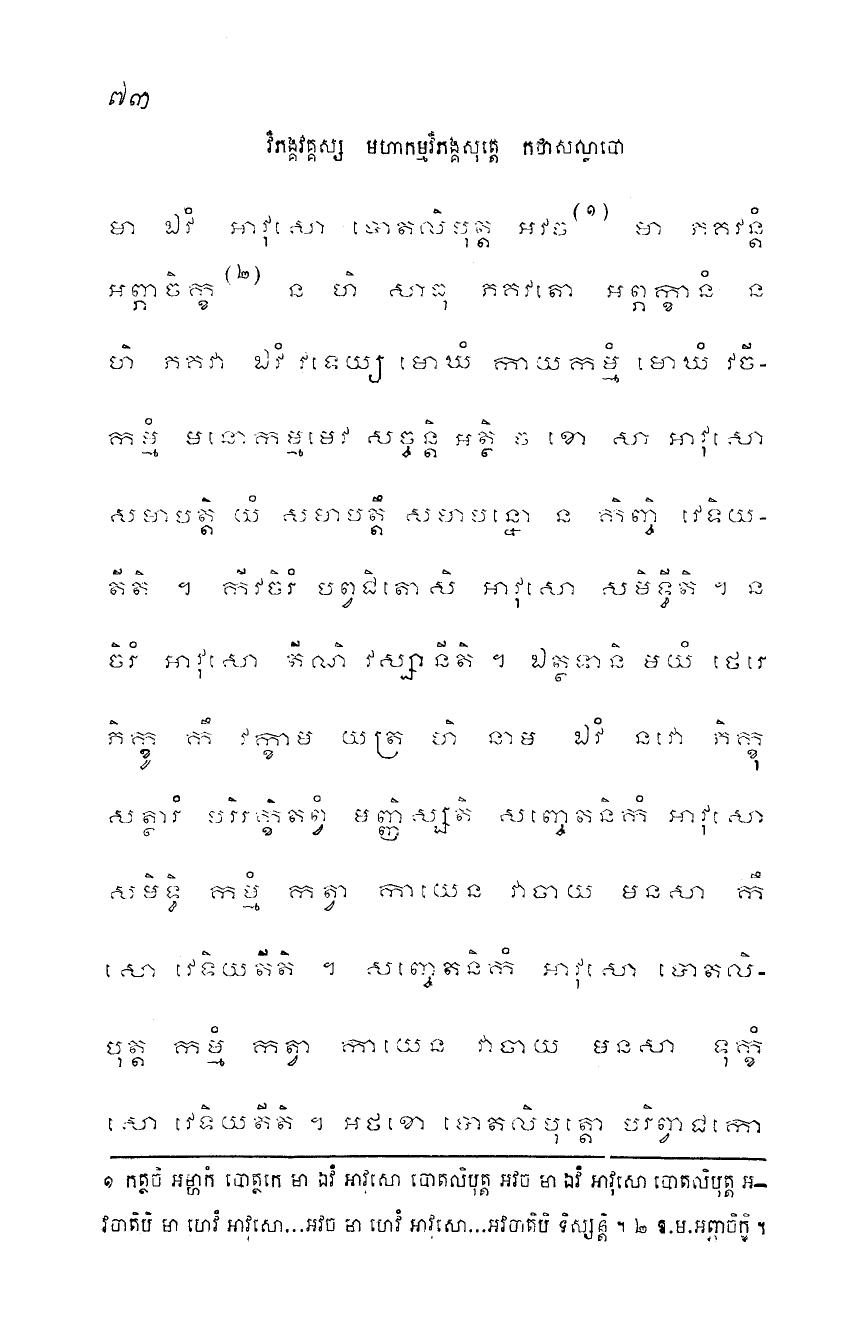 ៧៣
វិភង្គវគ្គស្ស មហាកម្មវិភង្គសុត្តេ កថាសណ្ឋបោ
មា ឯវំ អាវុសោ បោតលិបុត្ត អវច(១) មា ភគវន្តំ
អព្ភាចិក្ខ(២) ន ហិ សាធុ ភគវតោ អព្ភក្ខានំ ន
ហិ ភគវា ឯវំ វទេយ្យ មោឃំ កាយកម្មំ មោឃំ វចី-
កម្មំ មនោកម្មមេវ សច្ចន្តិ អត្ថិ ច ខោ សា អាវុសោ
សមាបត្តិ យំ សមាបត្តឹ សមាបន្នោ ន កិញ្ចិ វេទិយ-
តីតិ ។ កីវចិរំ បព្វជិតោសិ អាវុសោ សមិទ្ធីតិ ។ ន
ចិរំ អាវុសោ តីណិ វស្សានីតិ ។ ឯត្ថទានិ មយំ ថេរេ
ភិក្ខូ កឹ វក្ខាម យត្រ ហិ នាម ឯវំ នវោ ភិក្ខុ
សត្ថារំ បរិរក្ខិតព្វំ មញ្ញិស្សតិ សញ្ចេតនិកំ អាវុសោ
សមិទ្ធិ កម្មំ កត្វា កាយេន វាចាយ មនសា កឹ
សោ វេទិយតីតិ ។ សញ្ចេតនិកំ អាវុសោ បោតលិ-
បុត្ត កម្មំ កត្វា កាយេន វាចាយ មនសា ទុក្ខំ
សោ វេទិយតីតិ ។ អថខោ បោតលិបុត្តោ បរិព្វាជកោ
១ កត្ថចិ អម្ហាកំ បោត្ថកេ មា ឯវំ អាវុសោ បោតលិបុត្ត អវច មា ឯវំ អាវុសោ បោតលិបុត្ត អ-
វចាតិបិ មា ហេវំ អាវុសោ...អវច មា ហេវំ អាវុសោ...អវចាតិបិ ទិស្សន្តិ ។ ២ ឱ.ម.អព្ភាចិក្ខិ ។